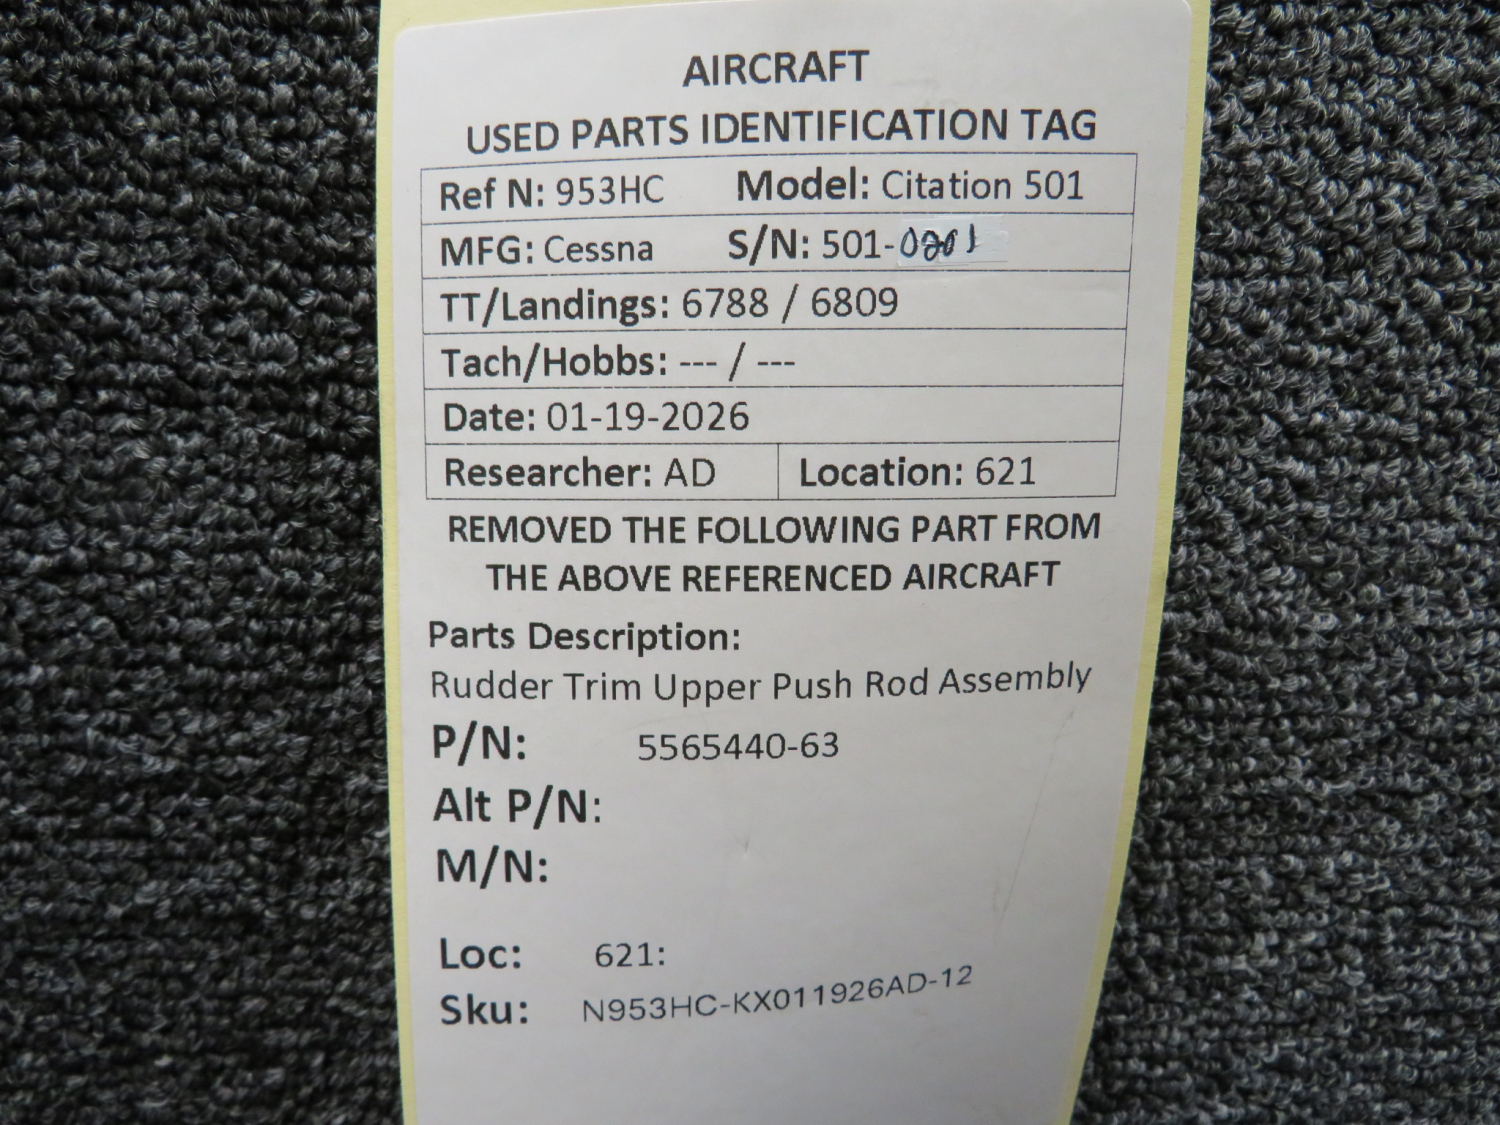 AIRCRAFT
USED PARTS IDENTIFICATION TAG
Ref N: 953HC Model: Citation 501
MFG: Cessna S/N: 501-0201
TT/Landings: 6788 / 6809
Tach/Hobbs: --- / ---
Date: 01-19-2026
Researcher: AD Location: 621
REMOVED THE FOLLOWING PART FROM
THE ABOVE REFERENCED AIRCRAFT
Parts Description:
Rudder Trim Upper Push Rod Assembly
P/N: 5565440-63
Alt P/N:
M/N:
Loc: 621:
Sku: N953HC-KX011926AD-12